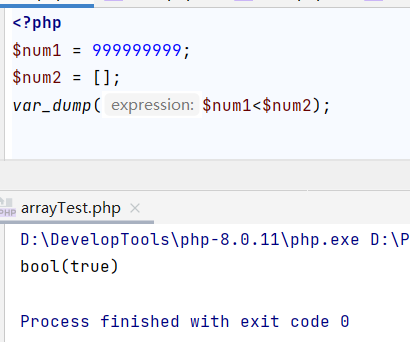 <?php
$num1 = 999999999;
$num2 = [];
var_dump( expression: $num1<$num2);
PHP arrayTest.php ×
D:\DevelopTools\php-8.0.11\php.exe D:\P
bool(true)
Process finished with exit code 0